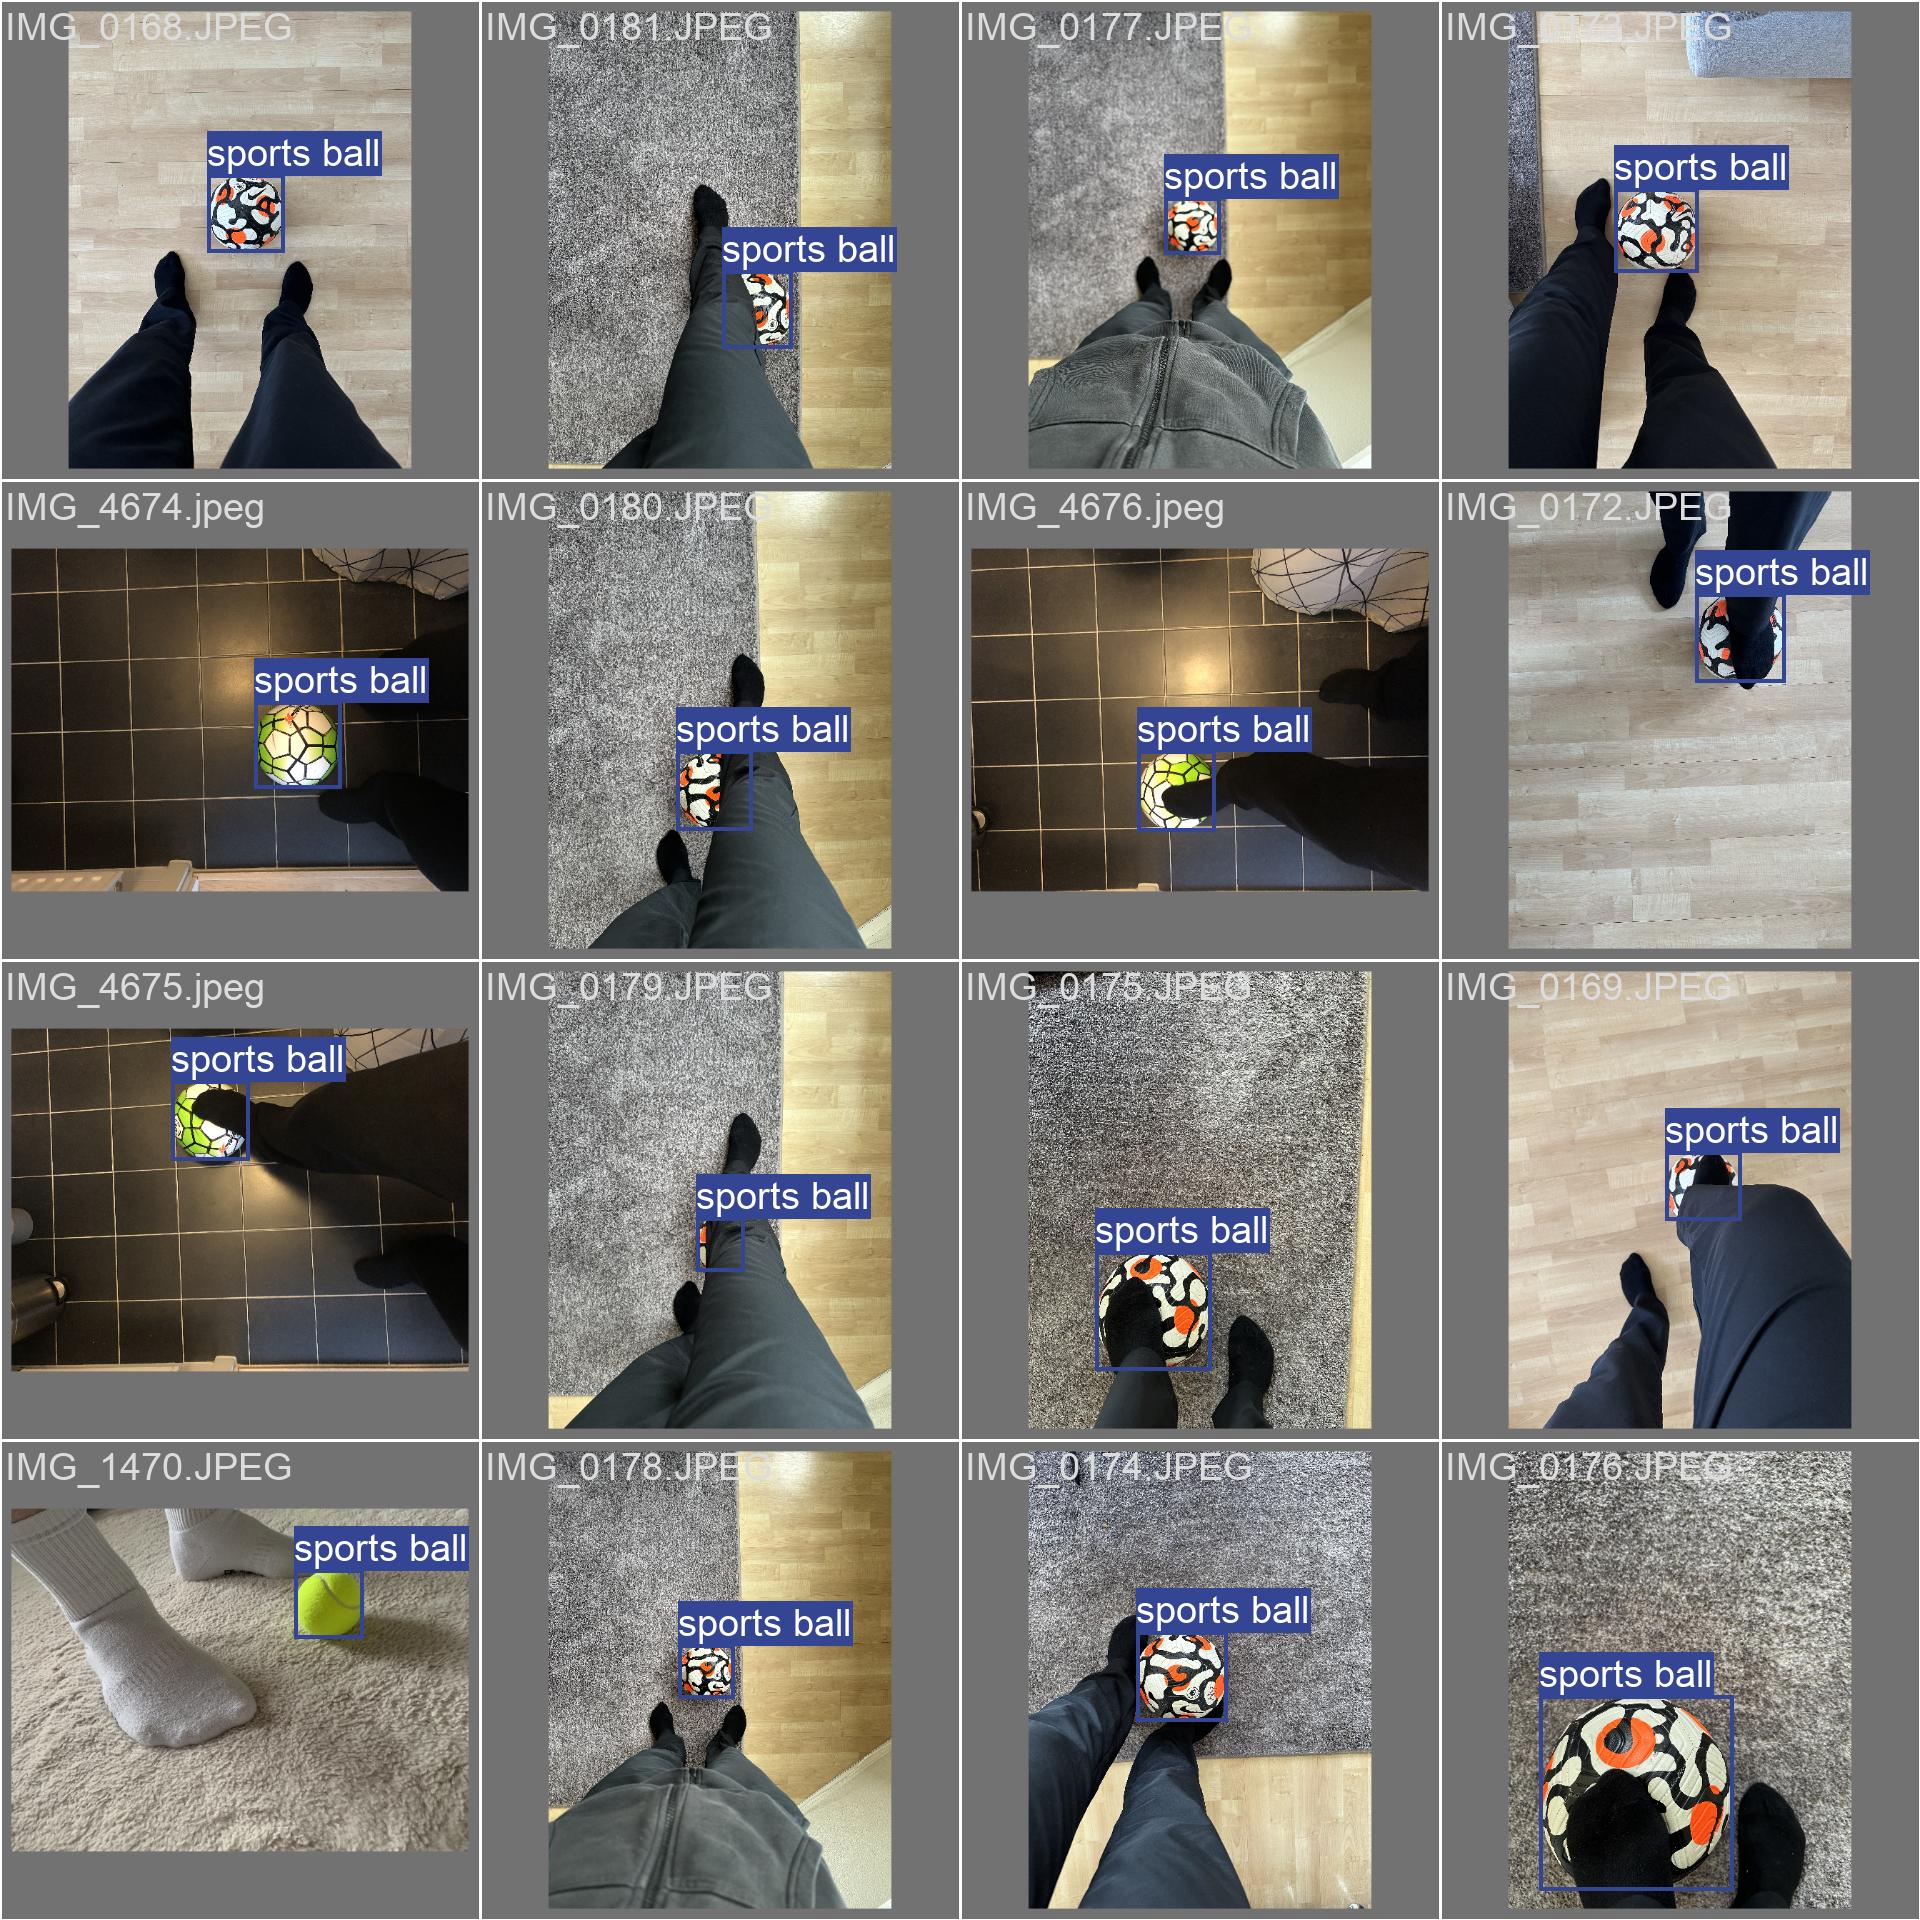 IMG_0168.JPEG
sports ball
IMG_0181.JPEG
sports ball
IMG_0177.JPEG
sports ball
IMG_0173.JPEG
sports ball
IMG_4674.jpeg
sports ball
IMG_0180.JPEG
sports ball
IMG_4676.jpeg
sports ball
IMG_0172.JPEG
sports ball
IMG_4675.jpeg
sports ball
IMG_0179.JPEG
sports ball
IMG_0175.JPEG
sports ball
IMG_0169.JPEG
sports ball
IMG_1470.JPEG
sports ball
IMG_0178.JPEG
sports ball
IMG_0174.JPEG
sports ball
IMG_0176.JPEG
sports ball